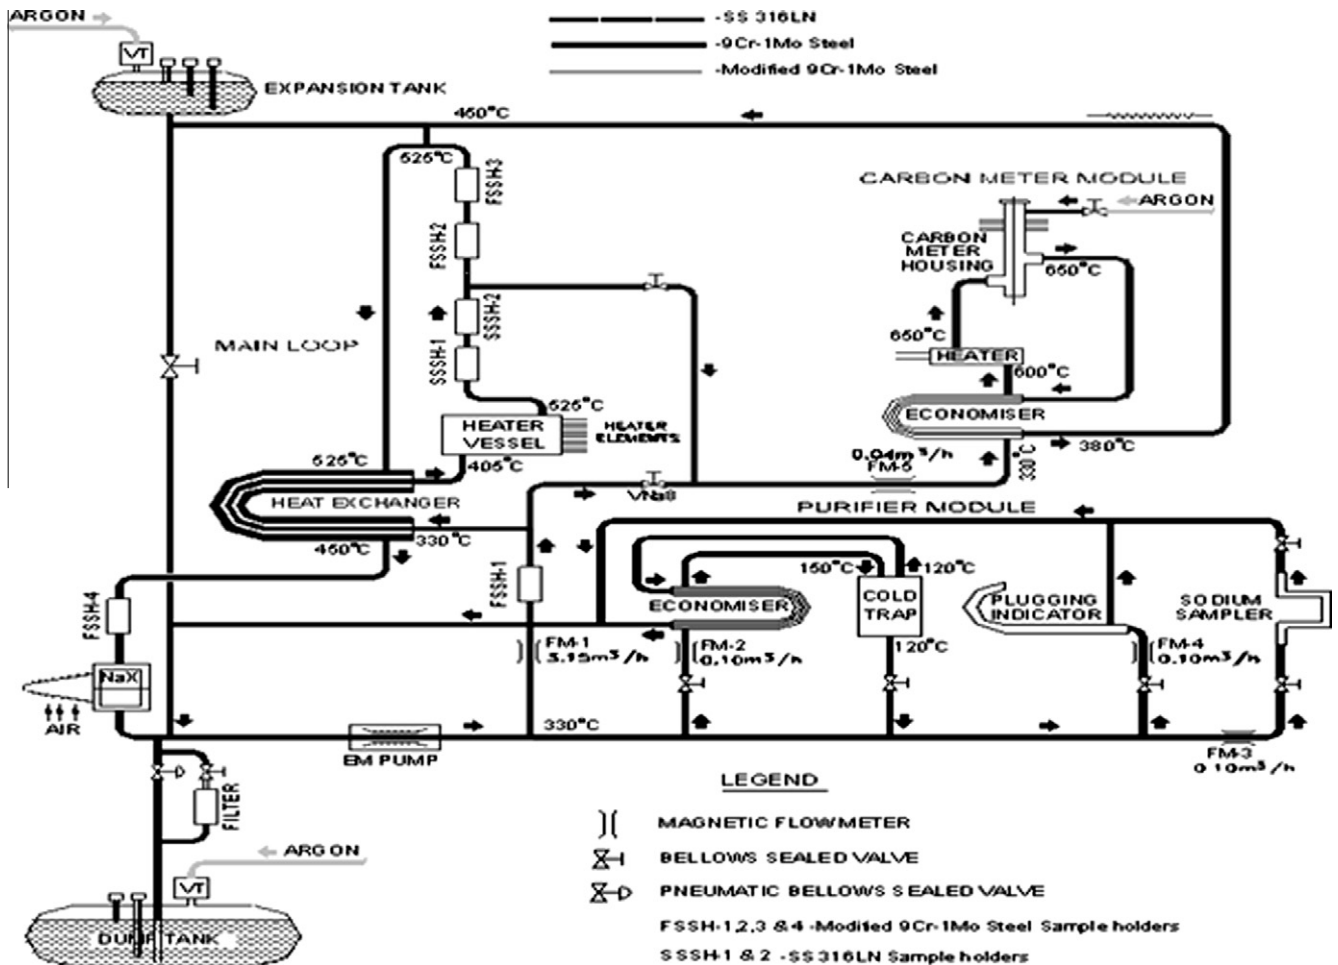 ARGON
VT
EXPANSION TANK
-SS 316LN
-9Cr-1Mo Steel
-Modified 9Cr-1Mo Steel
450°C
525°C
FSSH-3
FSSH-2
SSSH-2
SSSH-1
MAIN LOOP
CARBON METER MODULE
ARGON
CARBON
METER
HOUSING
650°C
650°C
HEATER
600°C
ECONOMISER
380°C
330°C
0.04m³/h
FM-5
525°C
HEATER
VESSEL
HEATER
ELEMENTS
405°C
525°C
HEAT EXCHANGER
450°C
330°C
VNa8
PURIFIER MODULE
FSSH-1
FSSH-4
150°C
120°C
ECONOMISER
COLD
TRAP
120°C
PLUGGING
INDICATOR
SODIUM
SAMPLER
FM-1
3.15m³/h
FM-2
0.10m³/h
FM-4
0.10m³/h
NaX
AIR
330°C
EM PUMP
FM-3
0.10m³/h
FILTER
ARGON
VT
DUMP TANK
LEGEND
MAGNETIC FLOWMETER
BELLOWS SEALED VALVE
PNEUMATIC BELLOWS SEALED VALVE
FSSH-1,2,3 & 4 -Modified 9Cr-1Mo Steel Sample holders
SSSH-1 & 2 -SS 316LN Sample holders